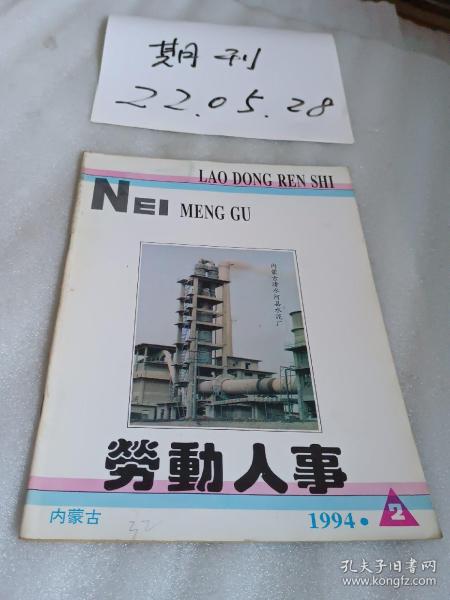 期刊
22.05.28
LAO DONG REN SHI
NEI MENG GU
内蒙古清水河县水泥厂
勞動人事
内蒙古
1994·2
32
孔夫子旧书网
kongfz.com